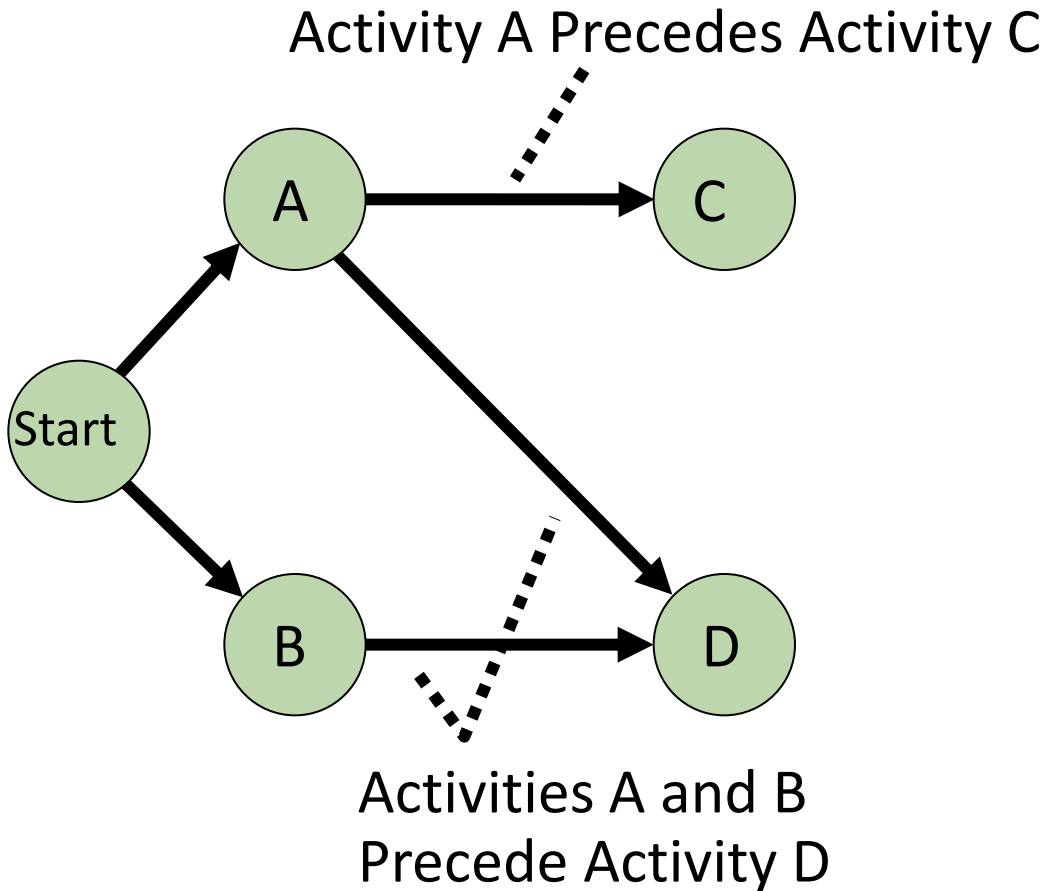 Activity A Precedes Activity C
A
C
Start
B
D
Activities A and B
Precede Activity D